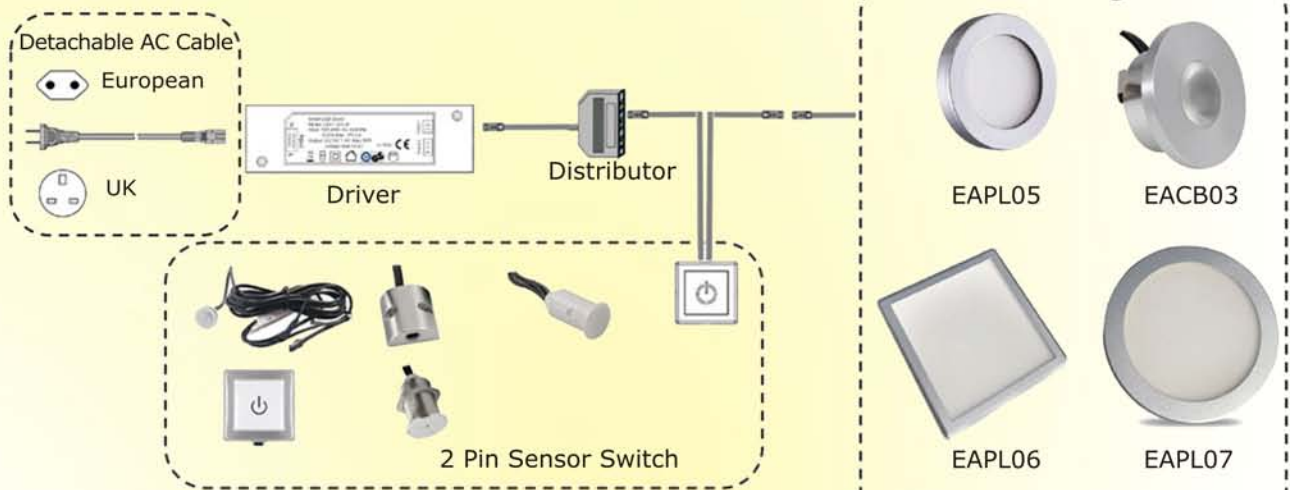 Detachable AC Cable
European
UK
Driver
Distributor
2 Pin Sensor Switch
EAPL05
EACB03
EAPL06
EAPL07